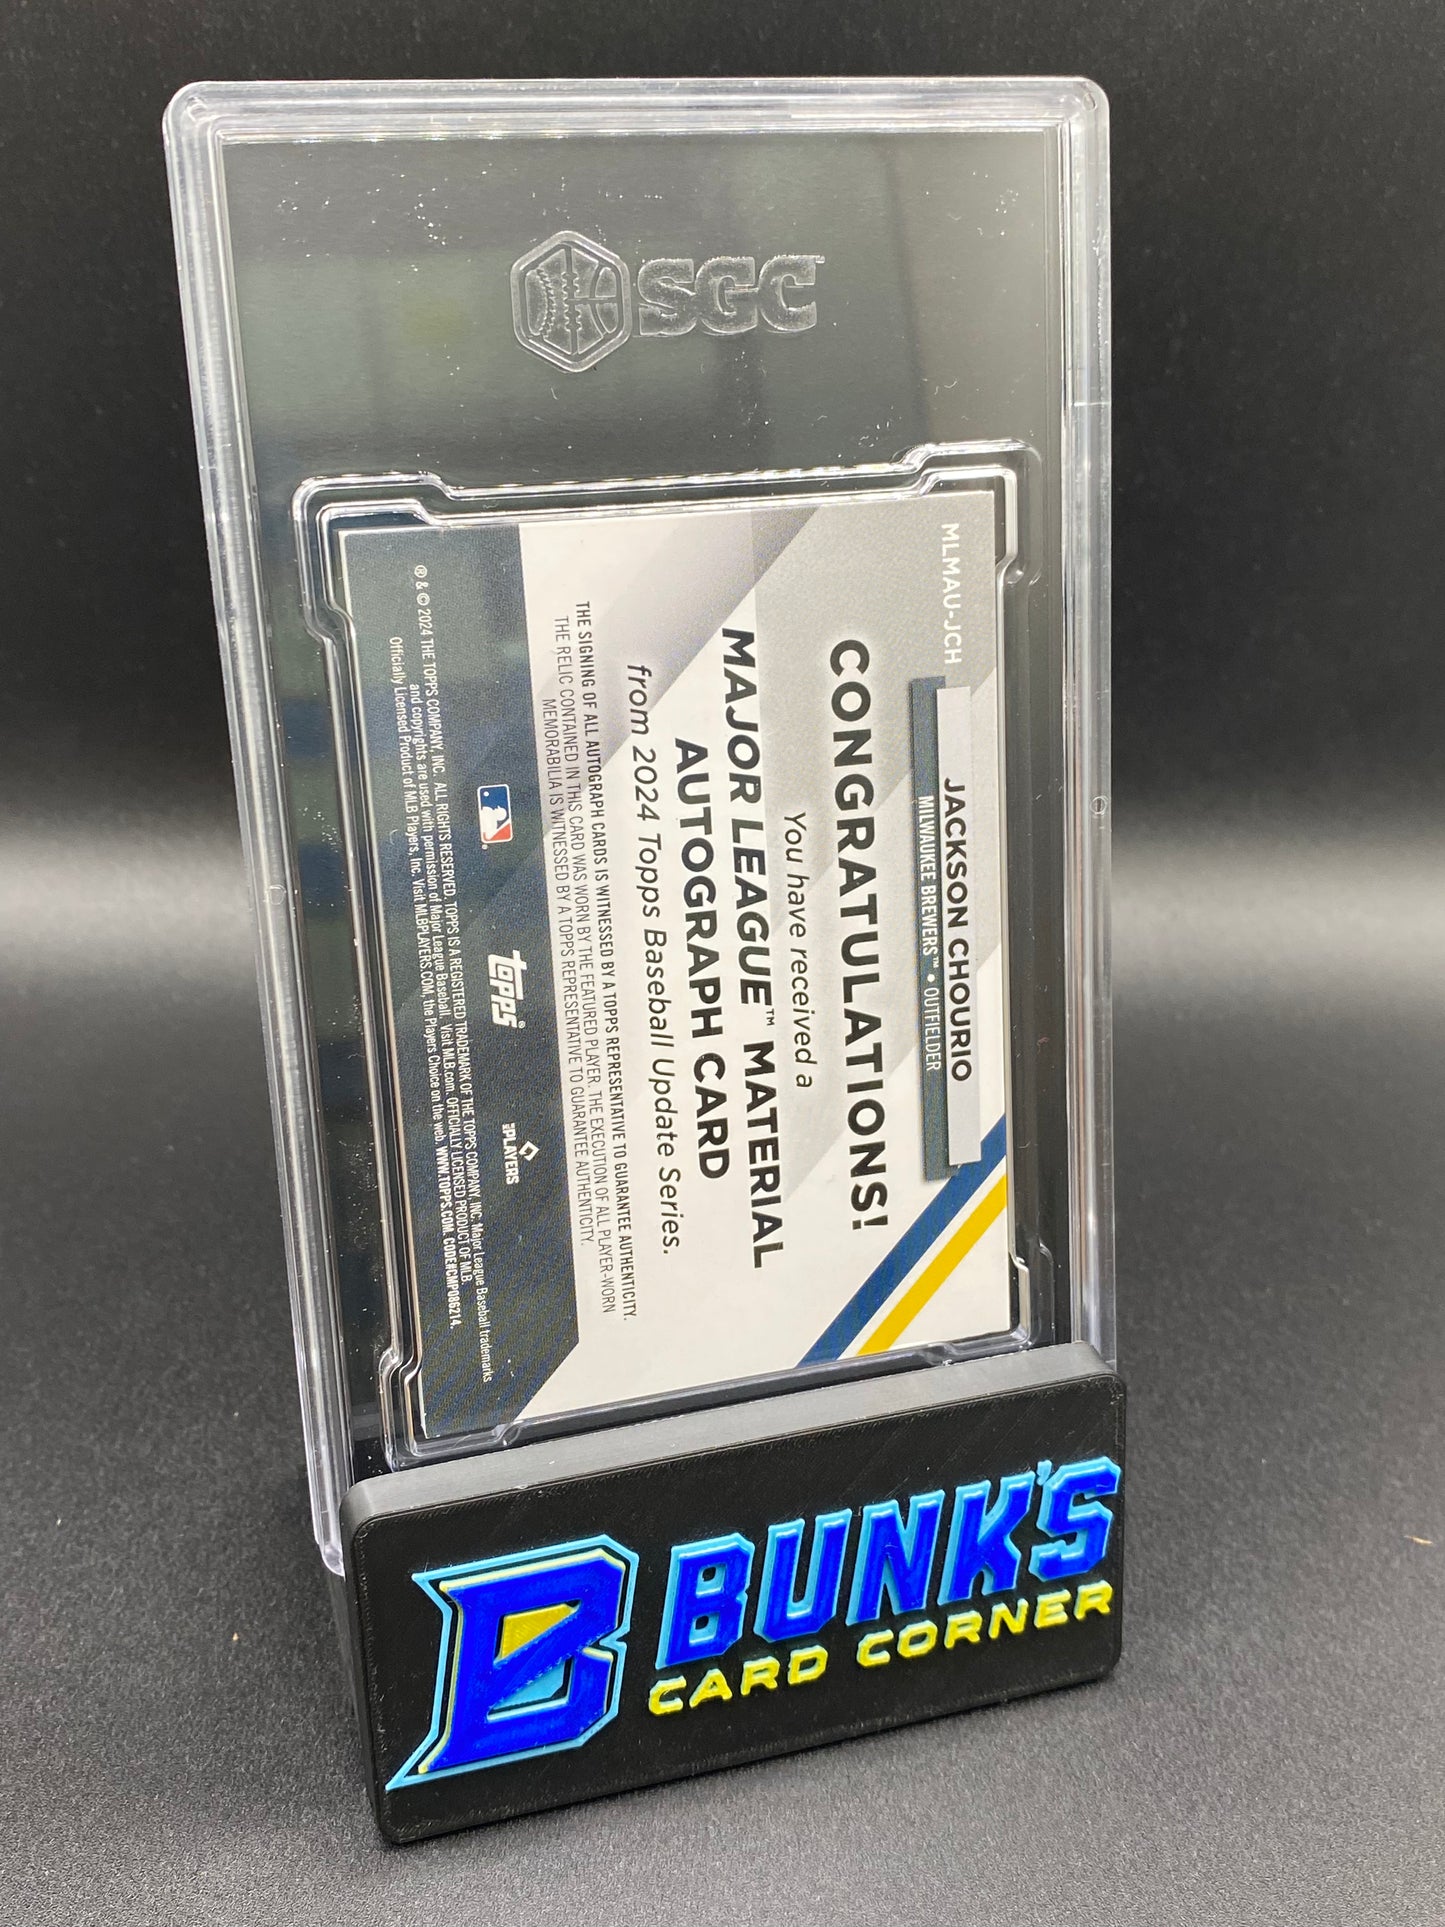 SGC™
MLMAU-JCH
JACKSON CHOURIO
MILWAUKEE BREWERS™ • OUTFIELDER
CONGRATULATIONS!
You have received a
MAJOR LEAGUE™ MATERIAL
AUTOGRAPH CARD
from 2024 Topps Baseball Update Series.
THE SIGNING OF ALL AUTOGRAPH CARDS IS WITNESSED BY A TOPPS REPRESENTATIVE TO GUARANTEE AUTHENTICITY.
THE RELIC CONTAINED IN THIS CARD WAS WORN BY THE FEATURED PLAYER. THE EXECUTION OF ALL PLAYER-WORN
MEMORABILIA IS WITNESSED BY A TOPPS REPRESENTATIVE TO GUARANTEE AUTHENTICITY.
topps®
PLAYERS
® & © 2024 THE TOPPS COMPANY, INC. ALL RIGHTS RESERVED. TOPPS IS A REGISTERED TRADEMARK OF THE TOPPS COMPANY, INC. Major League Baseball trademarks
and copyrights are used with permission of Major League Baseball. Visit MLB.com. OFFICIALLY LICENSED PRODUCT OF MLB.
Officially Licensed Product of MLB Players, Inc. Visit MLBPLAYERS.COM, the Players Choice on the web. WWW.TOPPS.COM. CODE#CMP086214.
B
BUNK'S
CARD CORNER